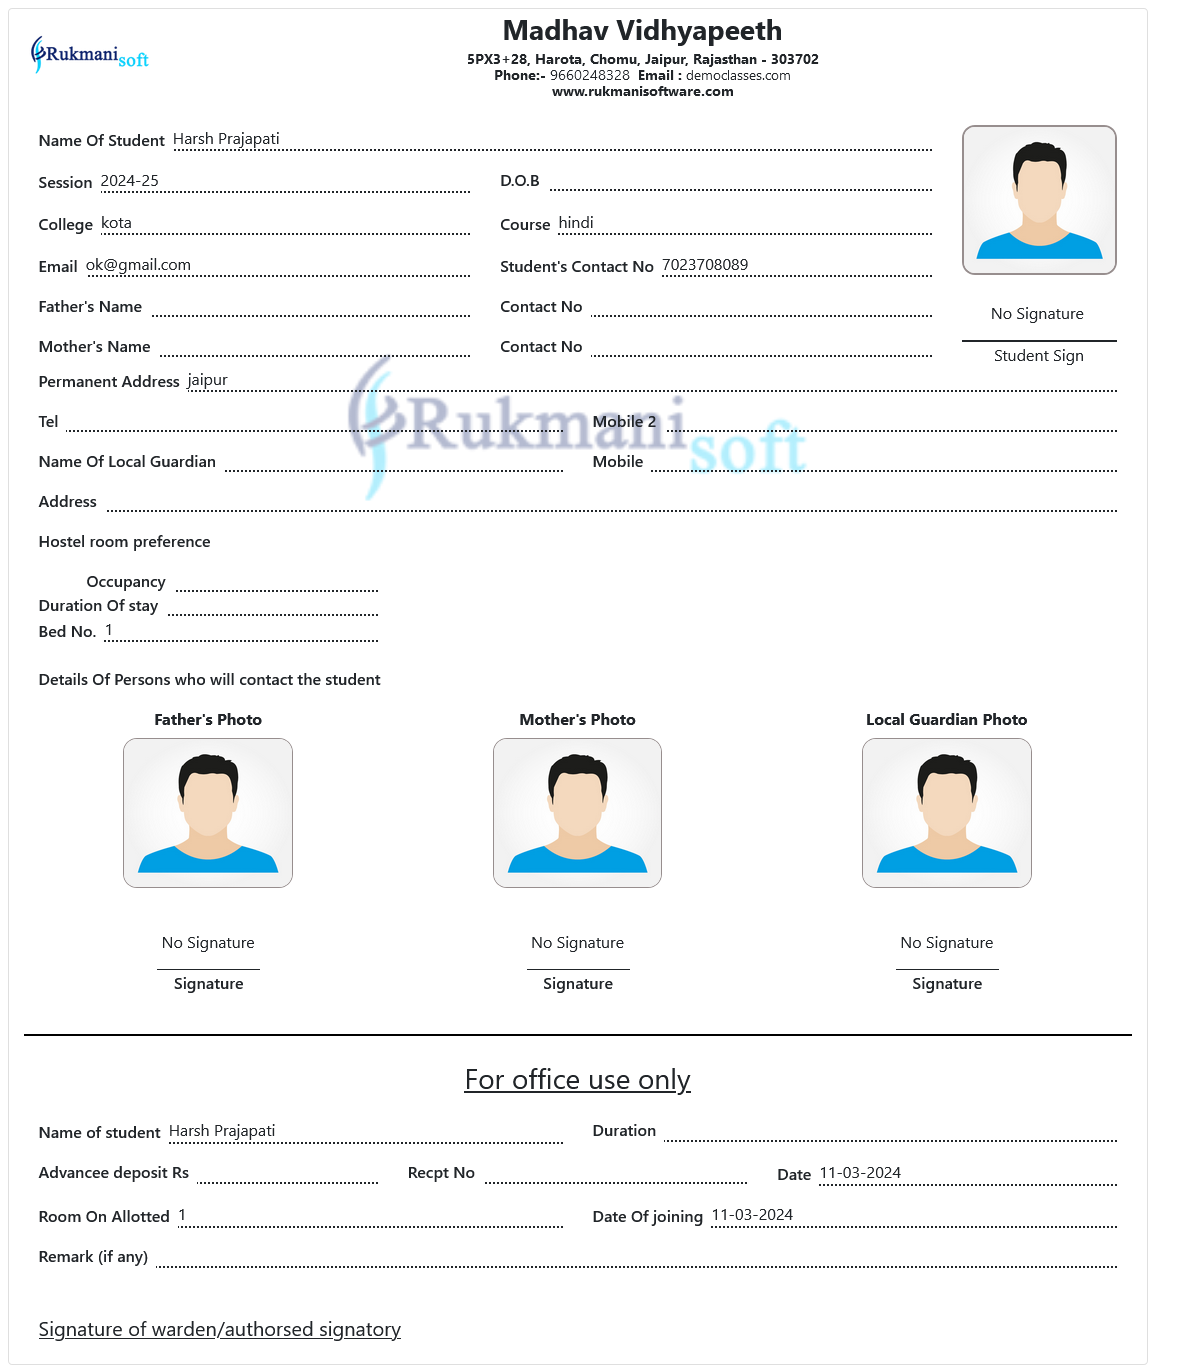 Rukmani soft
Madhav Vidhyapeeth
5PX3+28, Harota, Chomu, Jaipur, Rajasthan - 303702
Phone:- 9660248328 Email : democlasses.com
www.rukmanisoftware.com
Name Of Student Harsh Prajapati
Session 2024-25 D.O.B
College kota Course hindi
Email ok@gmail.com Student's Contact No 7023708089
Father's Name Contact No
No Signature
Mother's Name Contact No
Student Sign
Permanent Address jaipur
Rukmani soft
Tel Mobile 2
Name Of Local Guardian Mobile
Address
Hostel room preference
Occupancy
Duration Of stay
Bed No. 1
Details Of Persons who will contact the student
Father's Photo Mother's Photo Local Guardian Photo
No Signature No Signature No Signature
Signature Signature Signature
For office use only
Name of student Harsh Prajapati Duration
Advancee deposit Rs Recpt No Date 11-03-2024
Room On Allotted 1 Date Of joining 11-03-2024
Remark (if any)
Signature of warden/authorsed signatory